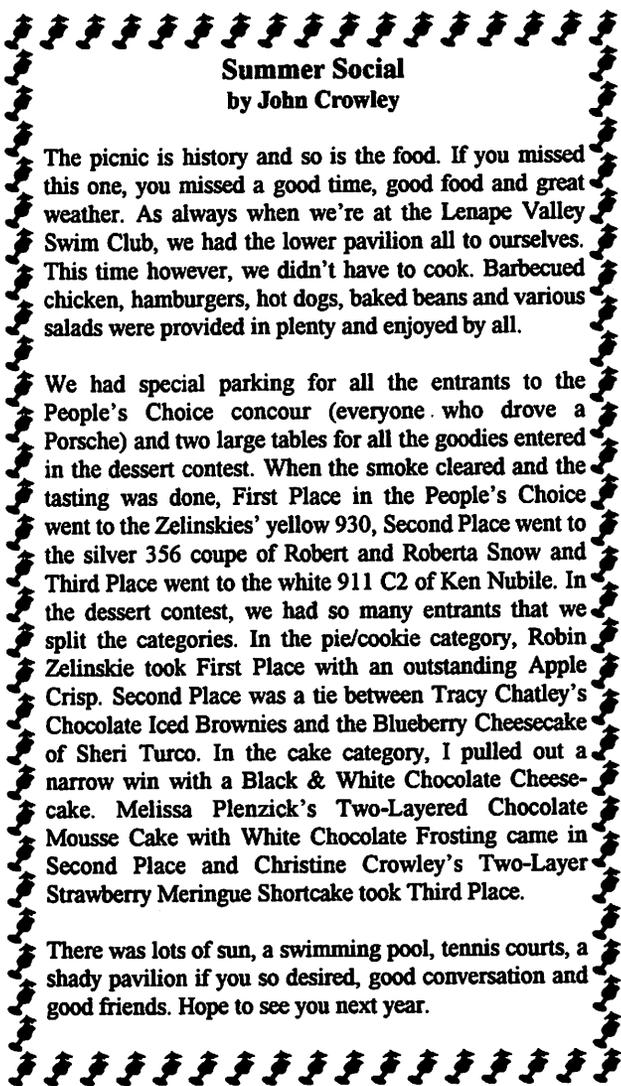 Summer Social
by John Crowley
The picnic is history and so is the food. If you missed
this one, you missed a good time, good food and great
weather. As always when we're at the Lenape Valley
Swim Club, we had the lower pavilion all to ourselves.
This time however, we didn't have to cook. Barbecued
chicken, hamburgers, hot dogs, baked beans and various
salads were provided in plenty and enjoyed by all.
We had special parking for all the entrants to the
People's Choice concour (everyone who drove a
Porsche) and two large tables for all the goodies entered
in the dessert contest. When the smoke cleared and the
tasting was done, First Place in the People's Choice
went to the Zelinskies' yellow 930, Second Place went to
the silver 356 coupe of Robert and Roberta Snow and
Third Place went to the white 911 C2 of Ken Nubile. In
the dessert contest, we had so many entrants that we
split the categories. In the pie/cookie category, Robin
Zelinskie took First Place with an outstanding Apple
Crisp. Second Place was a tie between Tracy Chatley's
Chocolate Iced Brownies and the Blueberry Cheesecake
of Sheri Turco. In the cake category, I pulled out a
narrow win with a Black & White Chocolate Cheese-
cake. Melissa Plenzick's Two-Layered Chocolate
Mousse Cake with White Chocolate Frosting came in
Second Place and Christine Crowley's Two-Layer
Strawberry Meringue Shortcake took Third Place.
There was lots of sun, a swimming pool, tennis courts, a
shady pavilion if you so desired, good conversation and
good friends. Hope to see you next year.